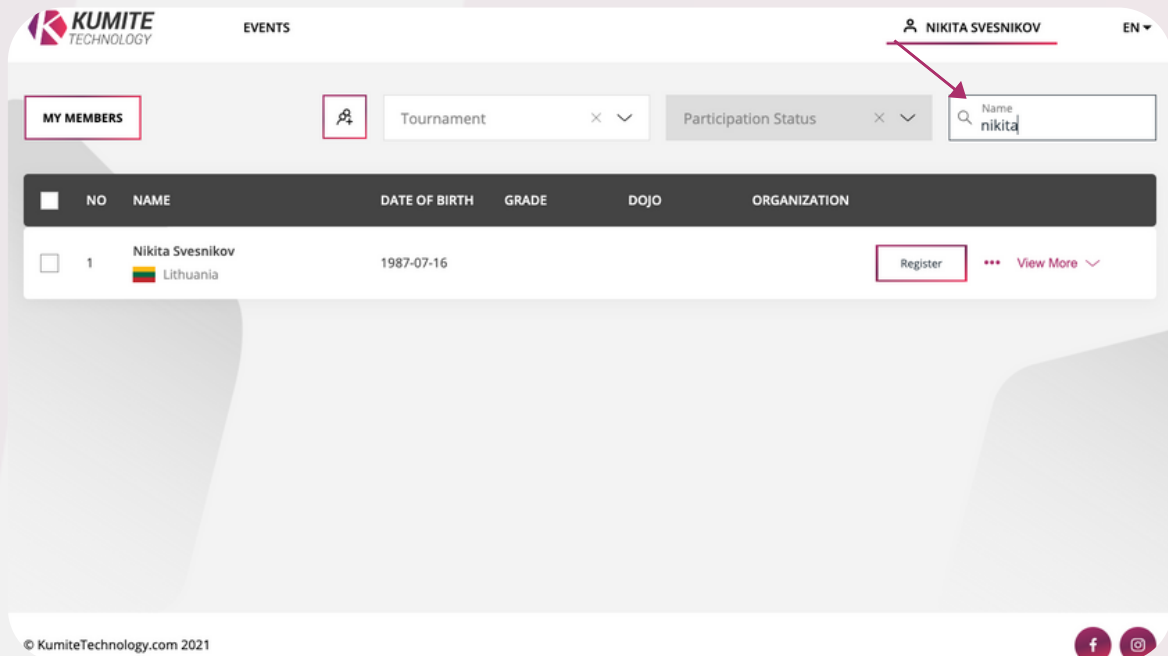 KUMITE
TECHNOLOGY
EVENTS
NIKITA SVESNIKOV
EN
MY MEMBERS
Tournament
Participation Status
Name
nikita
NO NAME DATE OF BIRTH GRADE DOJO ORGANIZATION
1 Nikita Svesnikov 1987-07-16 Register ••• View More
Lithuania
© KumiteTechnology.com 2021